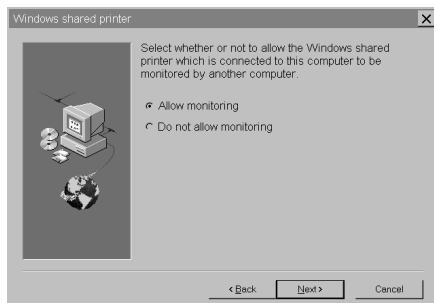 Windows shared printer
Select whether or not to allow the Windows shared
printer which is connected to this computer to be
monitored by another computer.
Allow monitoring
Do not allow monitoring
< Back
Next >
Cancel